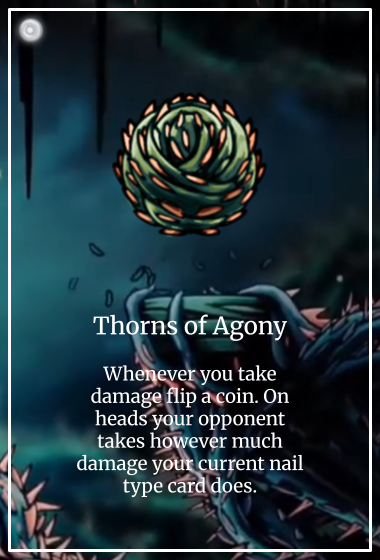 Thorns of Agony
Whenever you take
damage flip a coin. On
heads your opponent
takes however much
damage your current nail
type card does.